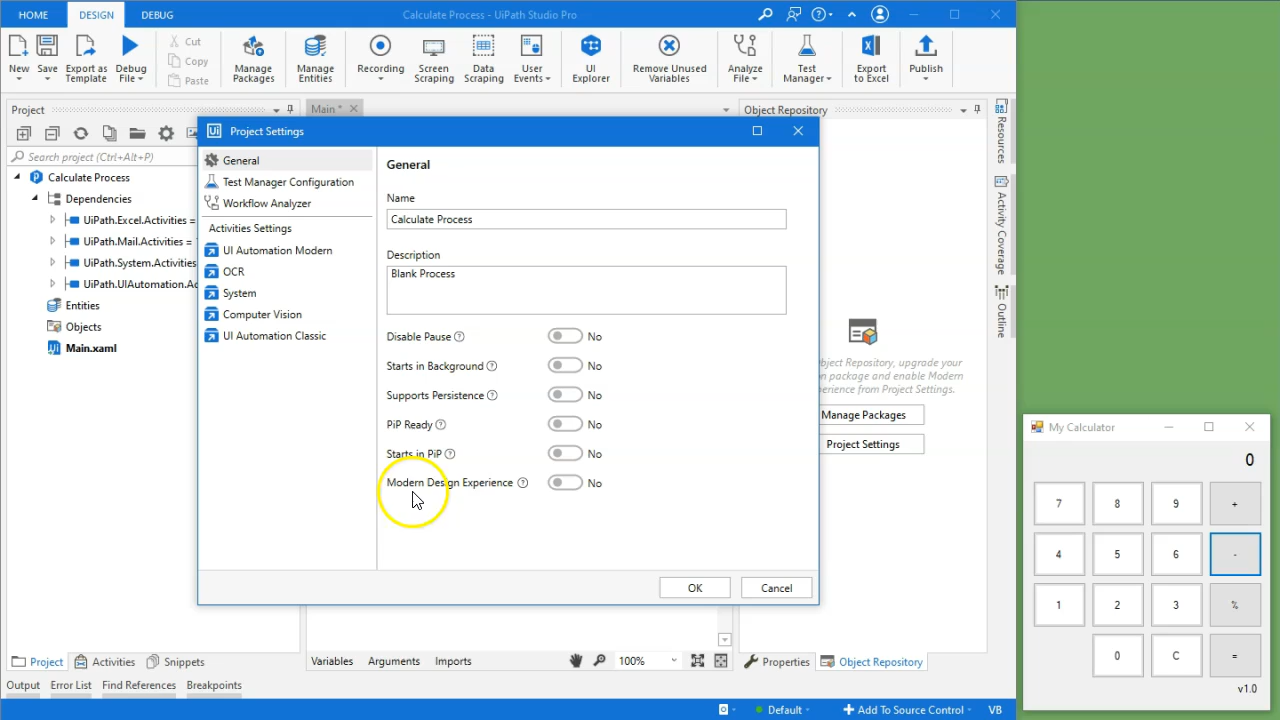 HOME
DESIGN
DEBUG
Calculate Process - UiPath Studio Pro
New
Save
Export as
Template
Debug
File
Cut
Copy
Paste
Manage
Packages
Manage
Entities
Recording
Screen
Scraping
Data
Scraping
User
Events
UI
Explorer
Remove Unused
Variables
Analyze
File
Test
Manager
Export
to Excel
Publish
Project
Main *
Object Repository
Search project (Ctrl+Alt+P)
Calculate Process
Dependencies
UiPath.Excel.Activities =
UiPath.Mail.Activities =
UiPath.System.Activities
UiPath.UIAutomation.Ac
Entities
Objects
Main.xaml
Ui
Project Settings
General
Test Manager Configuration
Workflow Analyzer
Activities Settings
UI Automation Modern
OCR
System
Computer Vision
UI Automation Classic
General
Name
Calculate Process
Description
Blank Process
Disable Pause
No
Starts in Background
No
Supports Persistence
No
PiP Ready
No
Starts in PiP
No
Modern Design Experience
No
OK
Cancel
bject Repository, upgrade your
n package and enable Modern
perience from Project Settings.
Manage Packages
Project Settings
Resources
Activity Coverage
Outline
My Calculator
0
7
8
9
+
4
5
6
-
1
2
3
%
0
C
=
v1.0
Project
Activities
Snippets
Variables
Arguments
Imports
100%
Properties
Object Repository
Output
Error List
Find References
Breakpoints
Default
Add To Source Control
VB